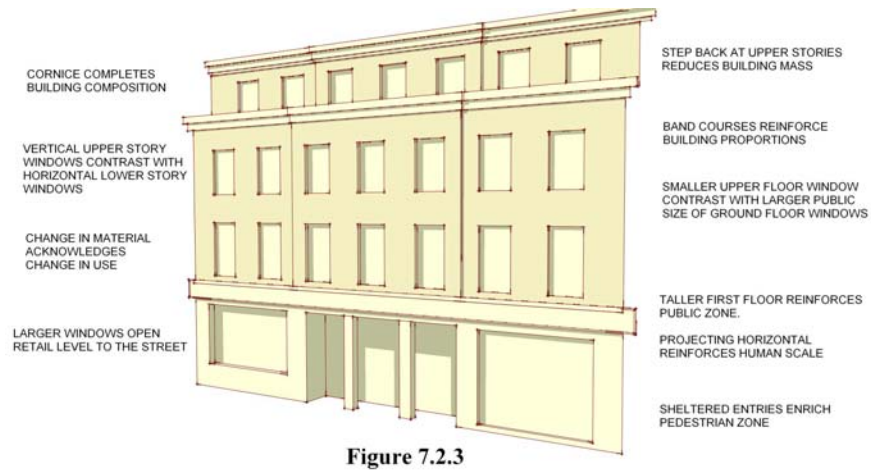 CORNICE COMPLETES
BUILDING COMPOSITION
VERTICAL UPPER STORY
WINDOWS CONTRAST WITH
HORIZONTAL LOWER STORY
WINDOWS
CHANGE IN MATERIAL
ACKNOWLEDGES
CHANGE IN USE
LARGER WINDOWS OPEN
RETAIL LEVEL TO THE STREET
STEP BACK AT UPPER STORIES
REDUCES BUILDING MASS
BAND COURSES REINFORCE
BUILDING PROPORTIONS
SMALLER UPPER FLOOR WINDOW
CONTRAST WITH LARGER PUBLIC
SIZE OF GROUND FLOOR WINDOWS
TALLER FIRST FLOOR REINFORCES
PUBLIC ZONE.
PROJECTING HORIZONTAL
REINFORCES HUMAN SCALE
SHELTERED ENTRIES ENRICH
PEDESTRIAN ZONE
Figure 7.2.3